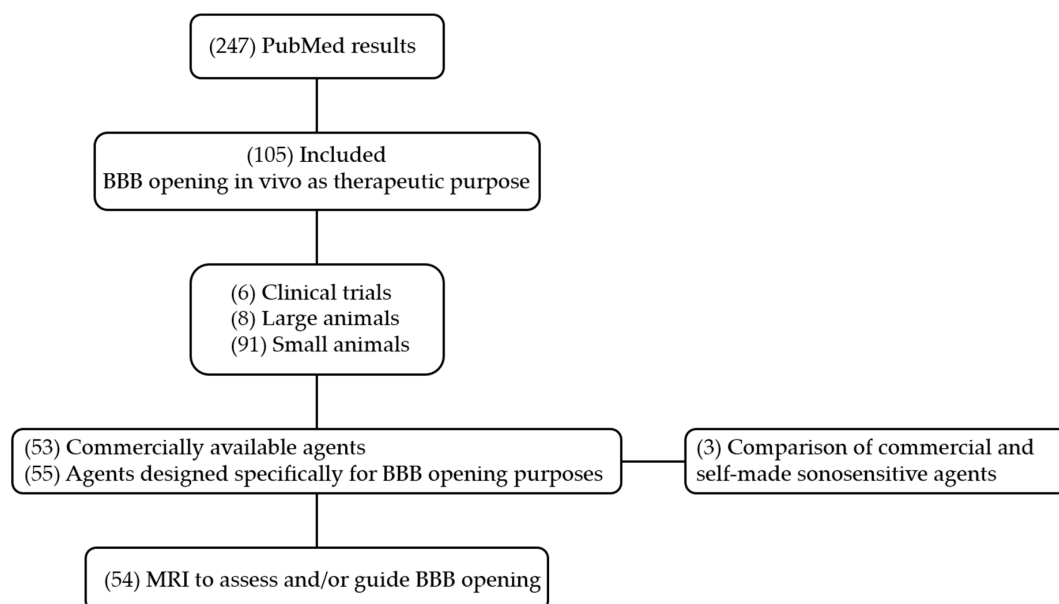 (247) PubMed results
(105) Included
BBB opening in vivo as therapeutic purpose
(6) Clinical trials
(8) Large animals
(91) Small animals
(53) Commercially available agents
(55) Agents designed specifically for BBB opening purposes
(3) Comparison of commercial and
self-made sonosensitive agents
(54) MRI to assess and/or guide BBB opening